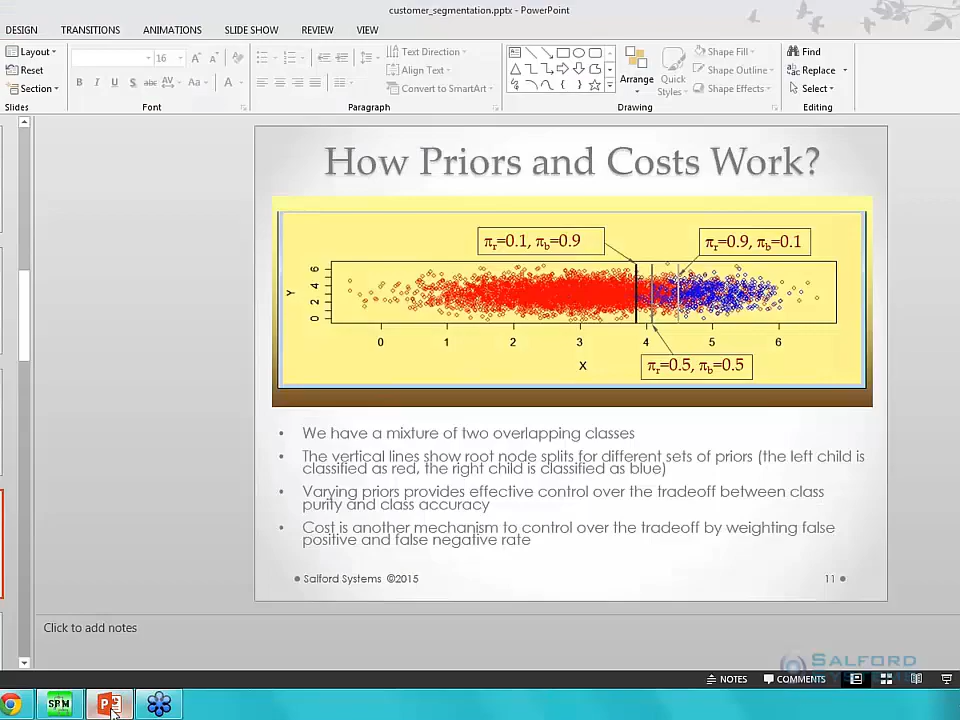 customer_segmentation.pptx - PowerPoint
DESIGN TRANSITIONS ANIMATIONS SLIDE SHOW REVIEW VIEW
Layout
Reset
Section
Slides
16
B I U S abc AV Aa A
Font
Paragraph
Text Direction
Align Text
Convert to SmartArt
Arrange
Quick
Styles
Shape Fill
Shape Outline
Shape Effects
Drawing
Find
Replace
Select
Editing
How Priors and Costs Work?
πr=0.1, πb=0.9
πr=0.9, πb=0.1
Y
0 2 4 6
0 1 2 3 4 5 6
X
πr=0.5, πb=0.5
• We have a mixture of two overlapping classes
• The vertical lines show root node splits for different sets of priors (the left child is
classified as red, the right child is classified as blue)
• Varying priors provides effective control over the tradeoff between class
purity and class accuracy
• Cost is another mechanism to control over the tradeoff by weighting false
positive and false negative rate
Salford Systems ©2015
11
Click to add notes
SALFORD
SYSTEMS
NOTES COMMENTS
SPM
P